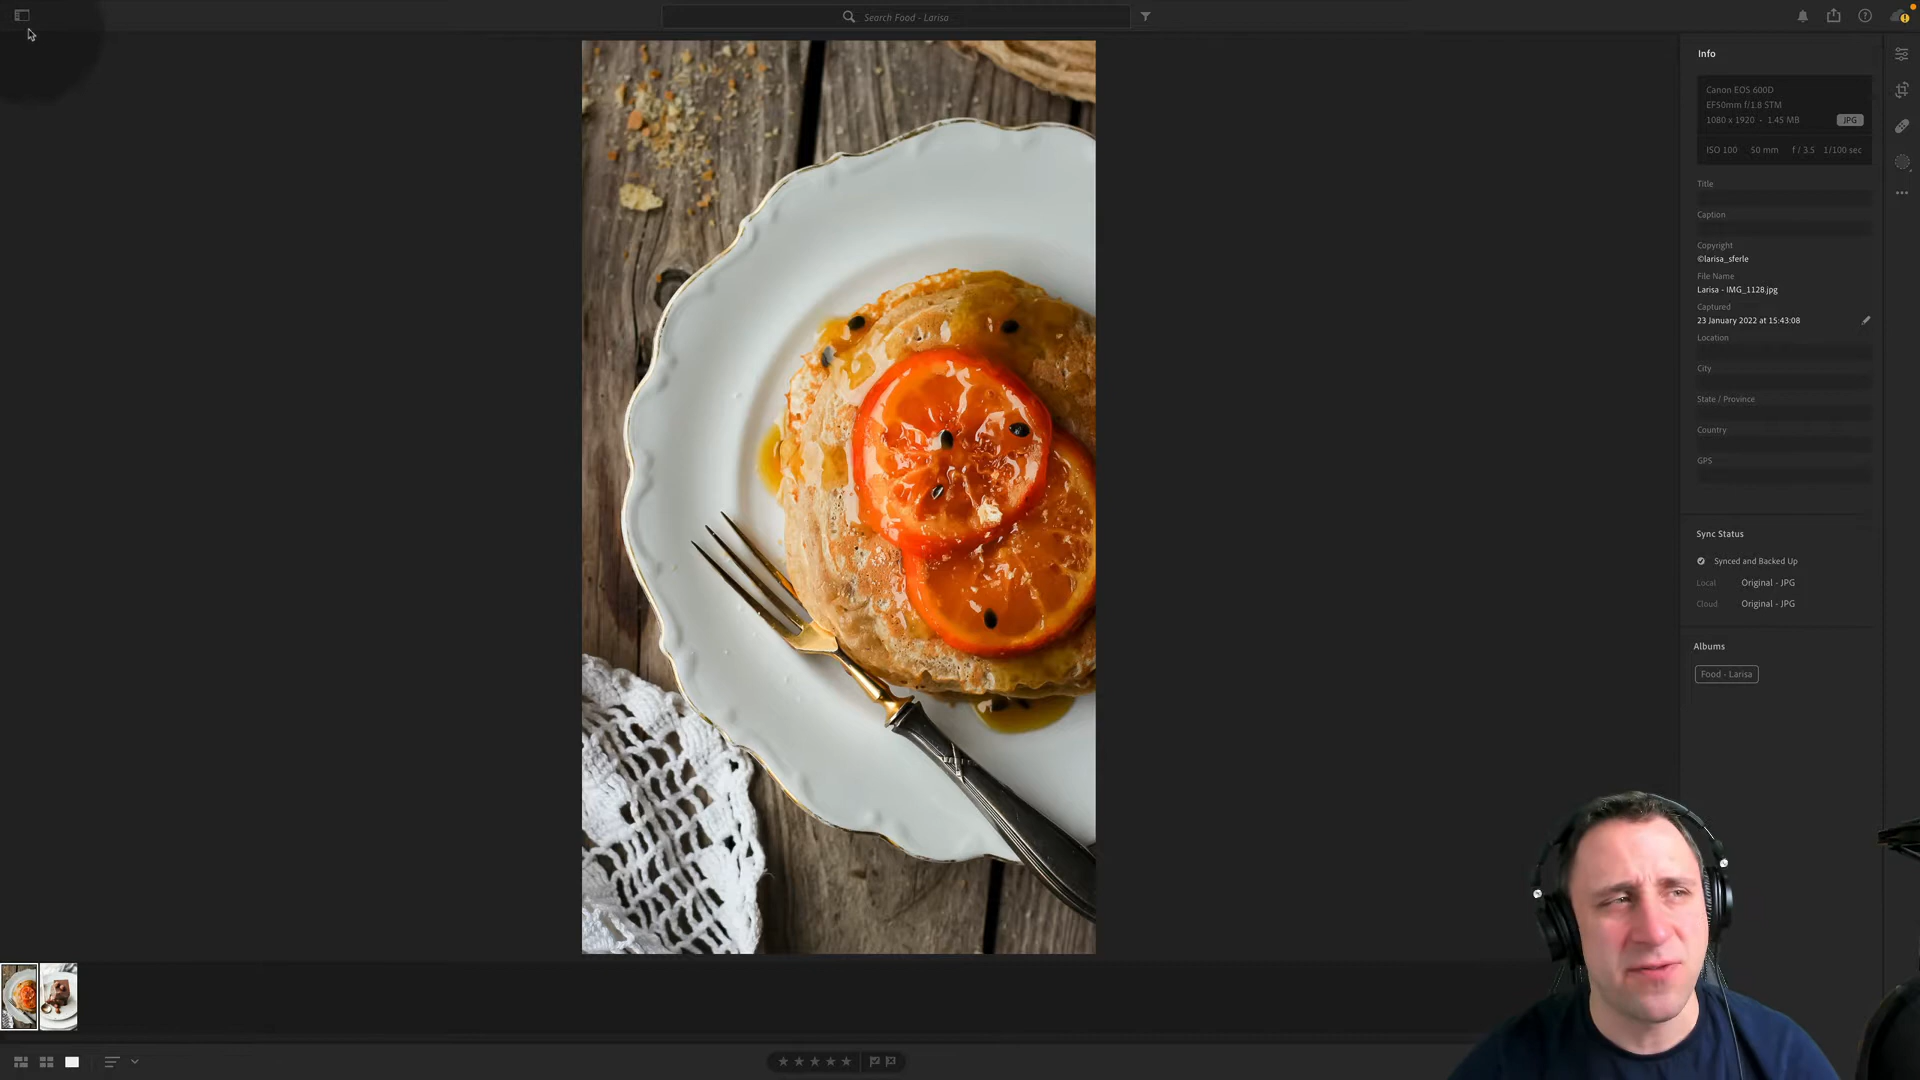 Search Food - Larisa
Info
Canon EOS 600D
EF50mm f/1.8 STM
1080 x 1920 - 1.45 MB JPG
ISO 100 50 mm f / 3.5 1/100 sec
Title
Caption
Copyright
©larisa_sferle
File Name
Larisa - IMG_1128.jpg
Captured
23 January 2022 at 15:43:08
Location
City
State / Province
Country
GPS
Sync Status
Synced and Backed Up
Local Original - JPG
Cloud Original - JPG
Albums
Food - Larisa